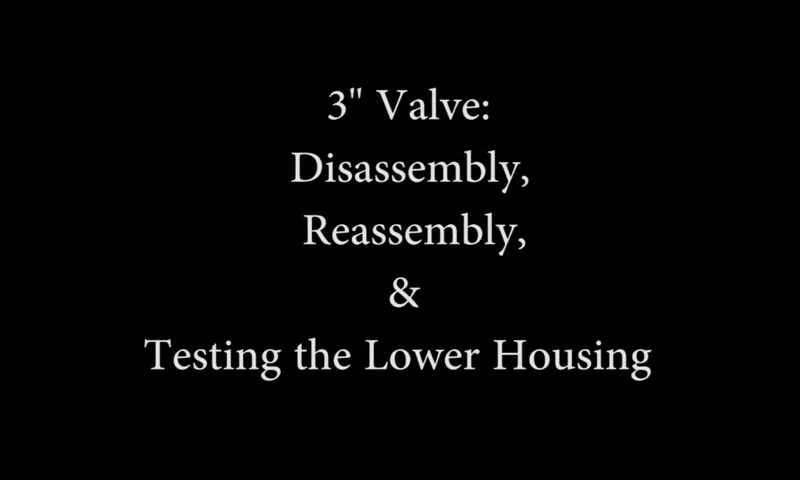 3" Valve:
Disassembly,
Reassembly,
&
Testing the Lower Housing